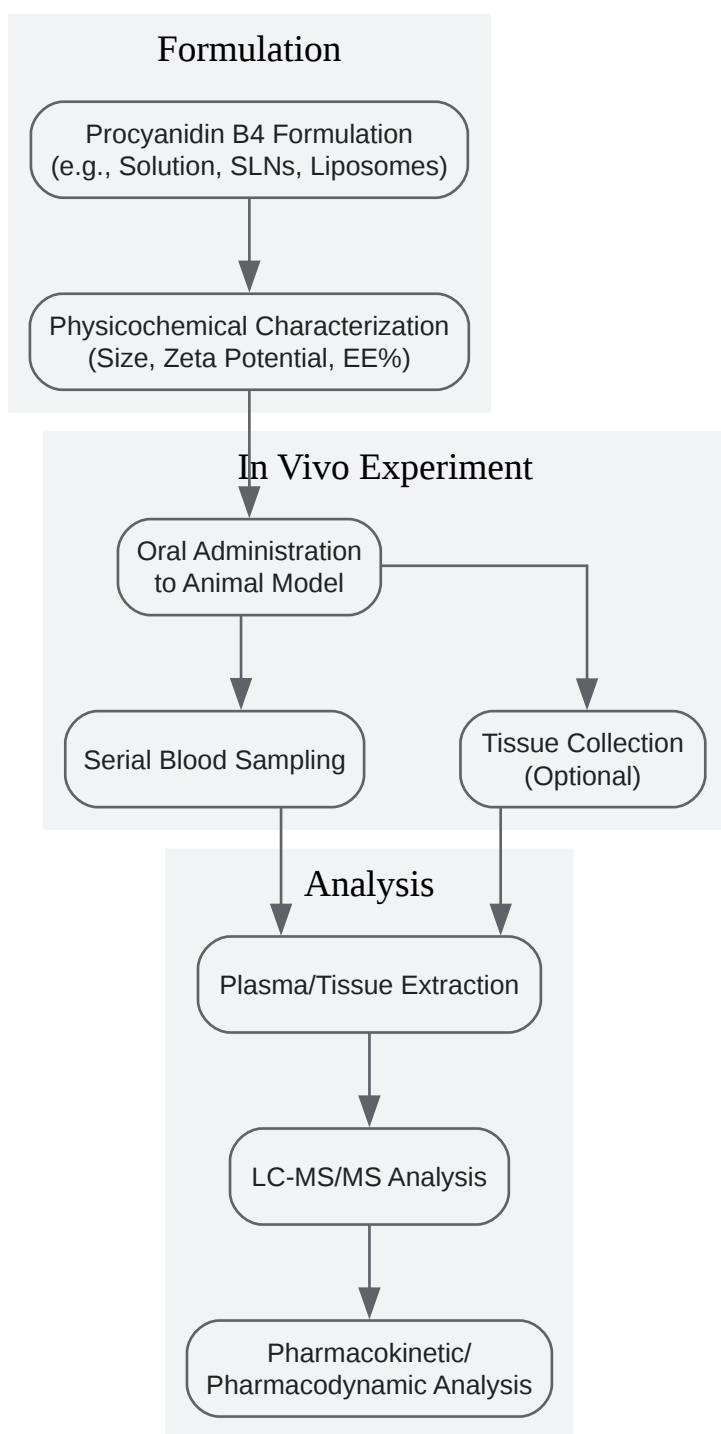 Formulation
Procyanidin B4 Formulation
(e.g., Solution, SLNs, Liposomes)
Physicochemical Characterization
(Size, Zeta Potential, EE%)
In Vivo Experiment
Oral Administration
to Animal Model
Serial Blood Sampling
Tissue Collection
(Optional)
Analysis
Plasma/Tissue Extraction
LC-MS/MS Analysis
Pharmacokinetic/
Pharmacodynamic Analysis